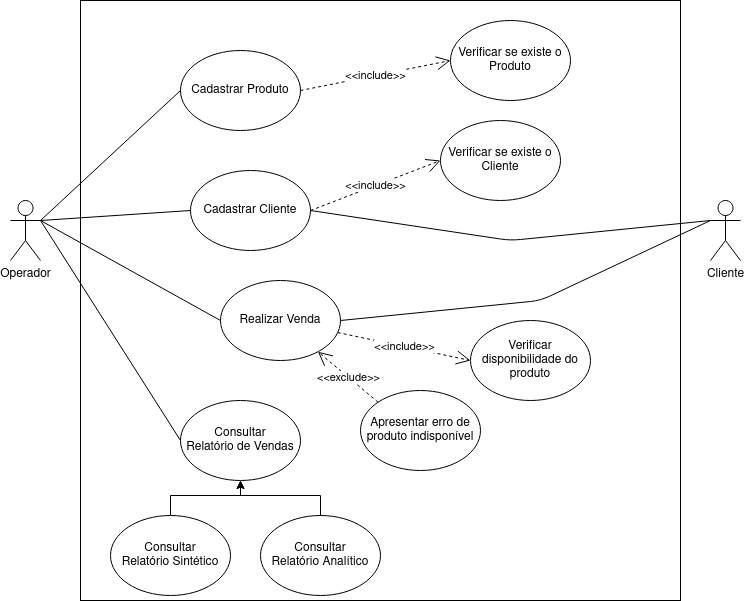 Verificar se existe o
Produto
Cadastrar Produto
<<include>>
Verificar se existe o
Cliente
<<include>>
Cadastrar Cliente
Operador
Cliente
Realizar Venda
<<include>>
Verificar
disponibilidade do
produto
<<exclude>>
Apresentar erro de
produto indisponível
Consultar
Relatório de Vendas
Consultar
Relatório Sintético
Consultar
Relatório Analítico